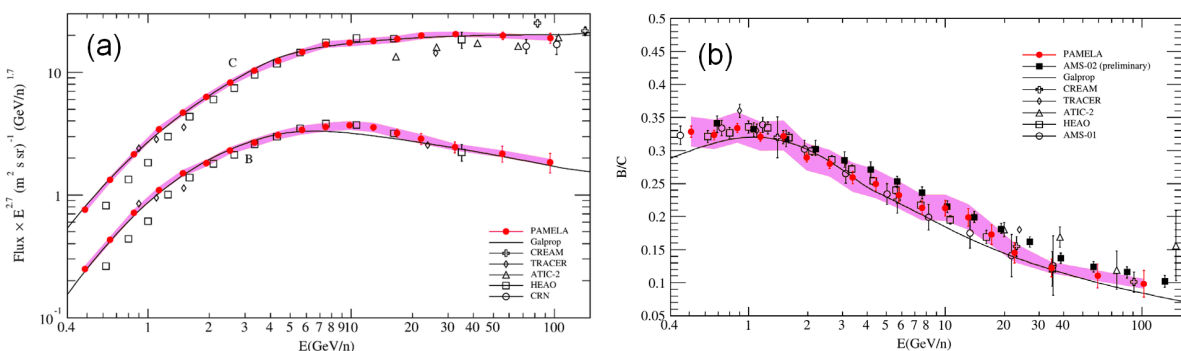 (a)
Flux × E^2.7 (m^2 s sr)^-1 (GeV/n)^1.7
10
1
10^-1
C
B
PAMELA
Galprop
CREAM
TRACER
ATIC-2
HEAO
CRN
0.4 1 2 3 4 5 6 7 8 9 10 20 30 40 50 100
E(GeV/n)
(b)
B/C
0.5
0.45
0.4
0.35
0.3
0.25
0.2
0.15
0.1
0.05
PAMELA
AMS-02 (preliminary)
Galprop
CREAM
TRACER
ATIC-2
HEAO
AMS-01
0.4 1 2 3 4 5 6 7 8 10 20 30 40 100
E(GeV/n)